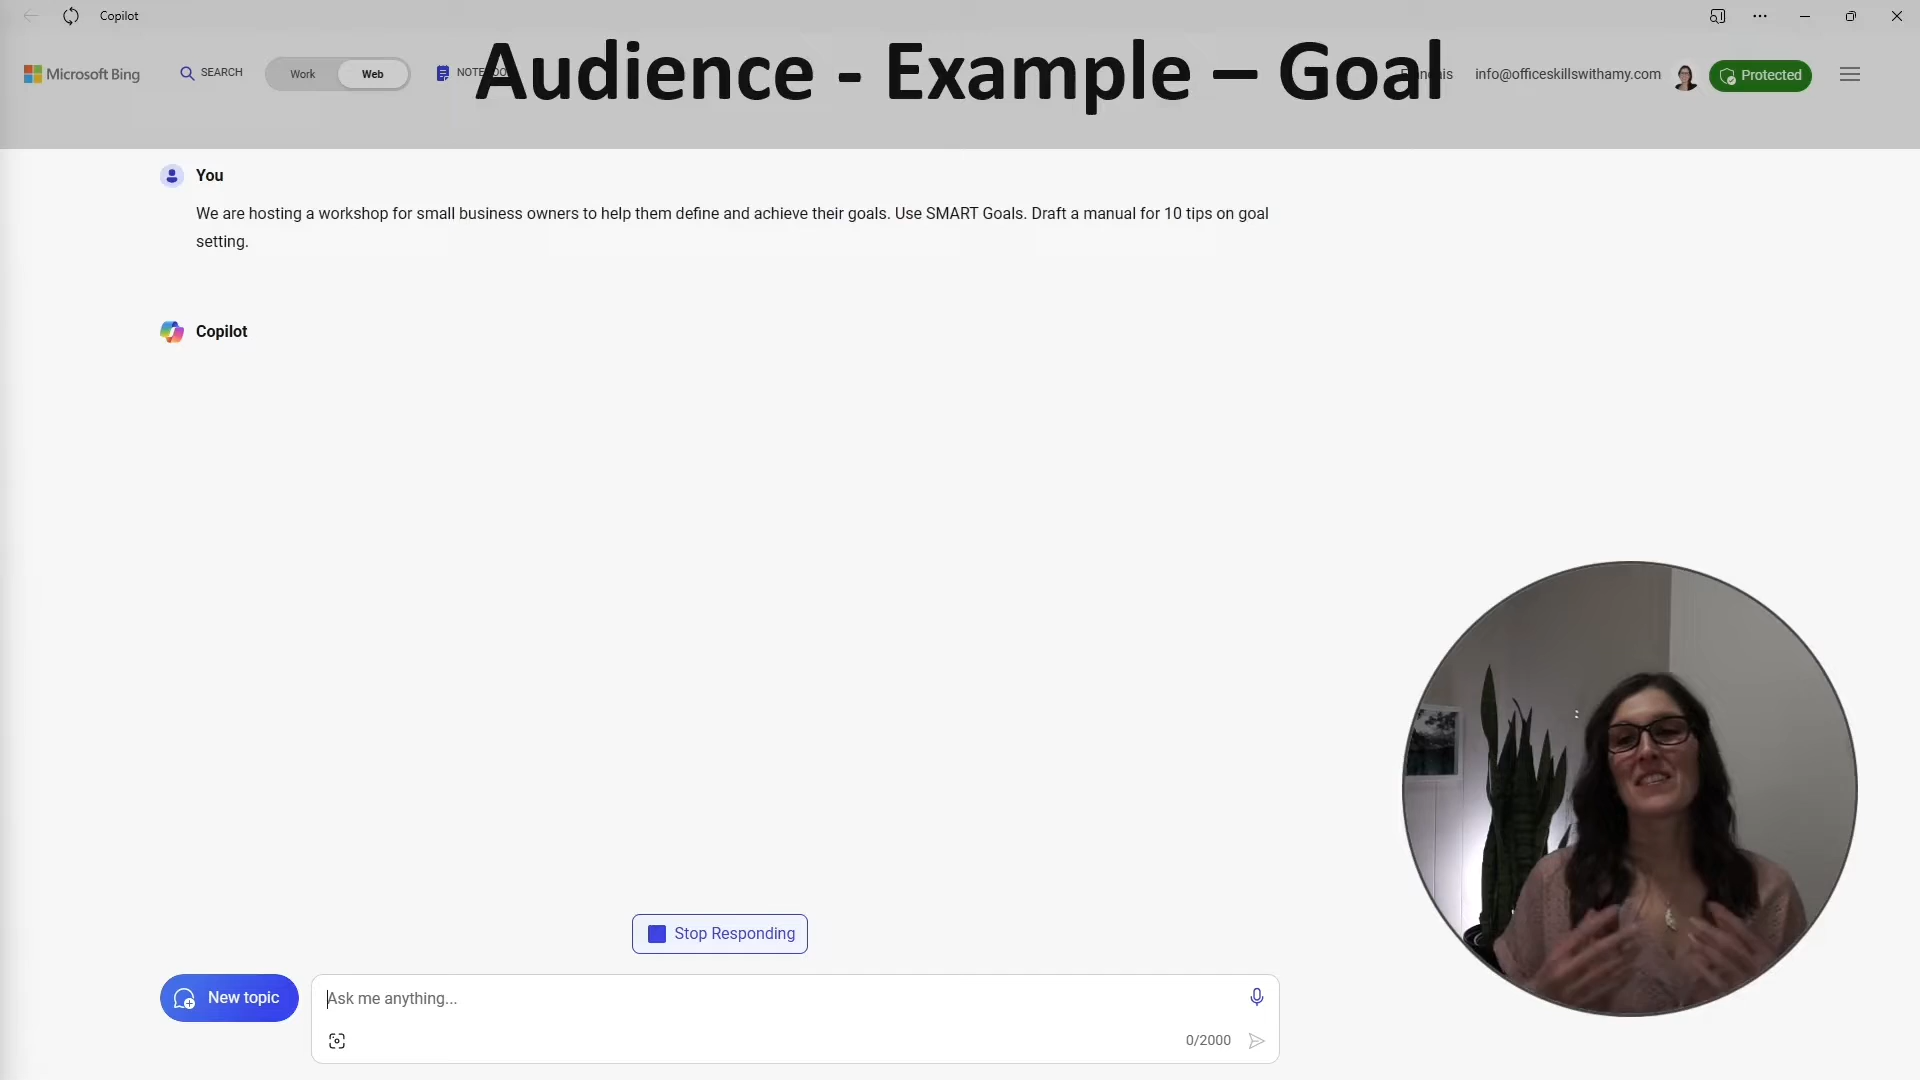 Copilot
Audience - Example – Goal
Microsoft Bing
SEARCH
Work
Web
info@officeskillswithamy.com
Protected
You
We are hosting a workshop for small business owners to help them define and achieve their goals. Use SMART Goals. Draft a manual for 10 tips on goal
setting.
Copilot
Stop Responding
New topic
Ask me anything...
0/2000